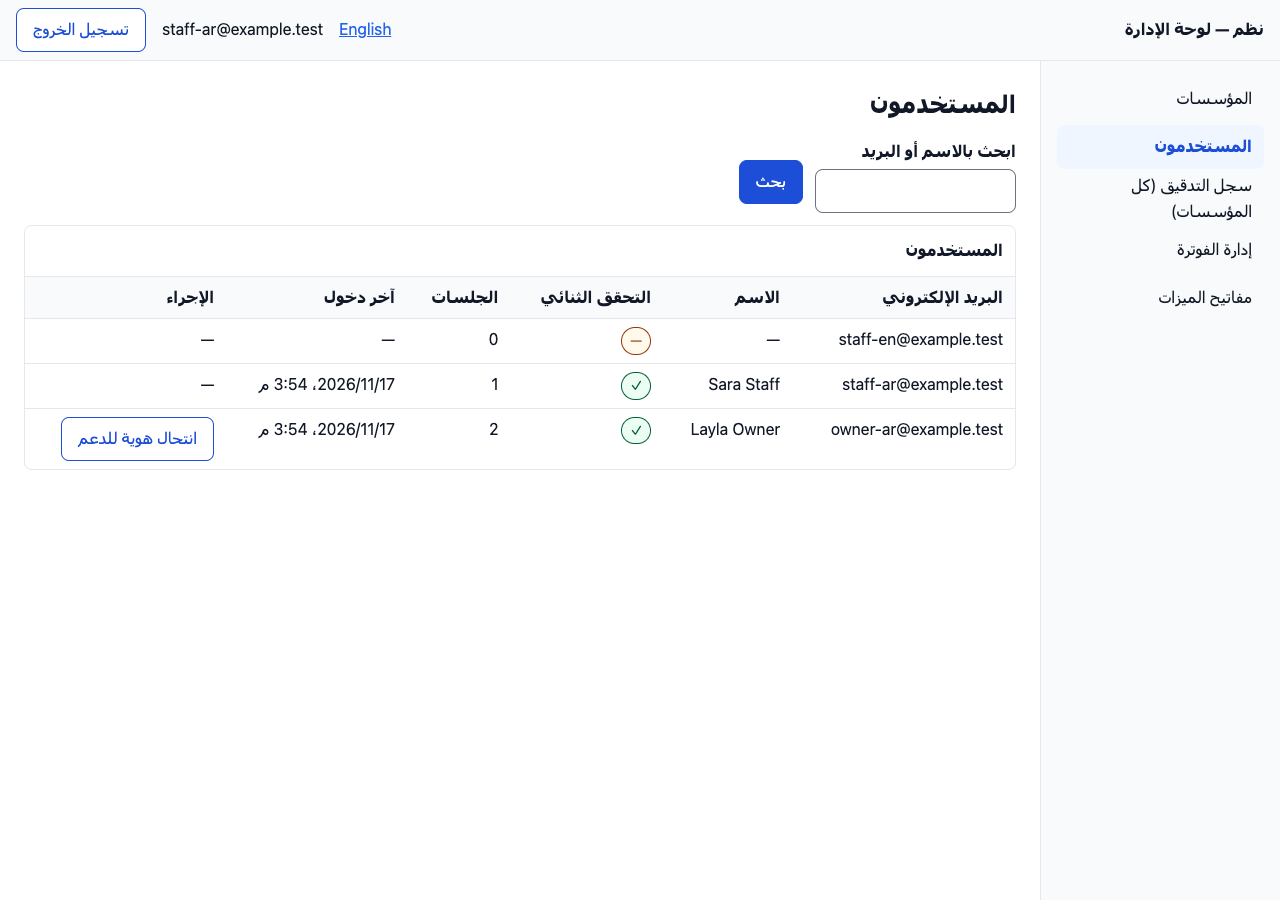 نظم — لوحة الإدارة
English
staff-ar@example.test
تسجيل الخروج
المؤسسات
المستخدمون
سجل التدقيق (كل
المؤسسات)
إدارة الفوترة
مفاتيح الميزات
المستخدمون
ابحث بالاسم أو البريد
بحث
المستخدمون
البريد الإلكتروني الاسم التحقق الثنائي الجلسات آخر دخول الإجراء
staff-en@example.test — — 0 — —
staff-ar@example.test Sara Staff ✓ 1 2026/11/17، 3:54 م —
owner-ar@example.test Layla Owner ✓ 2 2026/11/17، 3:54 م انتحال هوية للدعم